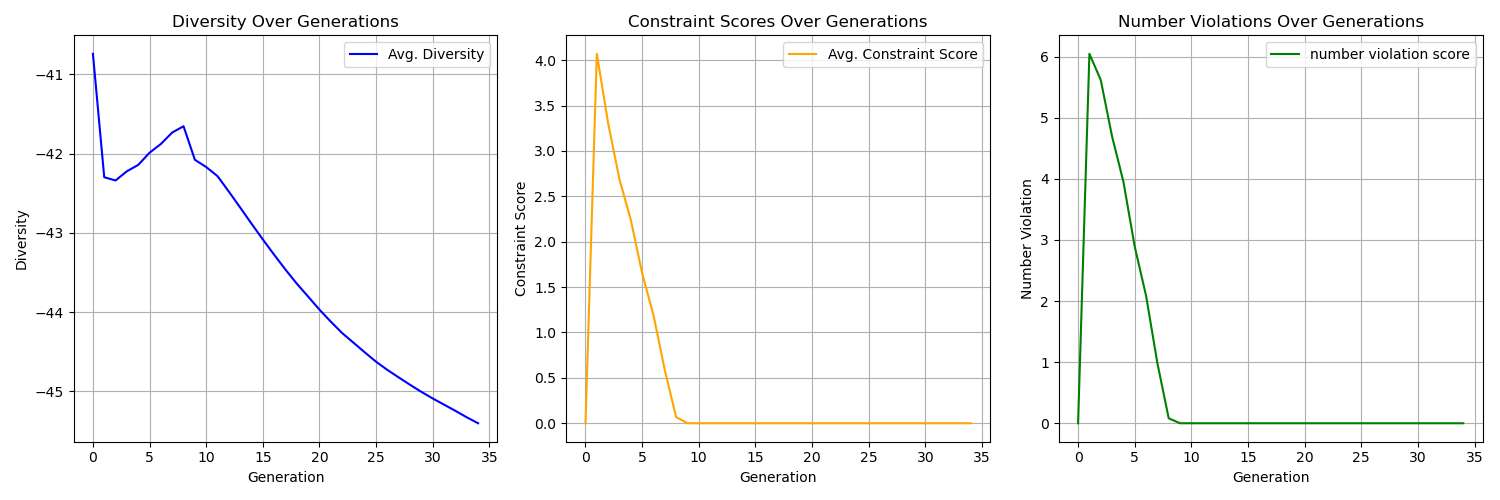 Diversity Over Generations
Avg. Diversity
−41
−42
−43
−44
−45
Diversity
0 5 10 15 20 25 30 35
Generation
Constraint Scores Over Generations
Avg. Constraint Score
4.0
3.5
3.0
2.5
2.0
1.5
1.0
0.5
0.0
Constraint Score
0 5 10 15 20 25 30 35
Generation
Number Violations Over Generations
number violation score
6
5
4
3
2
1
0
Number Violation
0 5 10 15 20 25 30 35
Generation